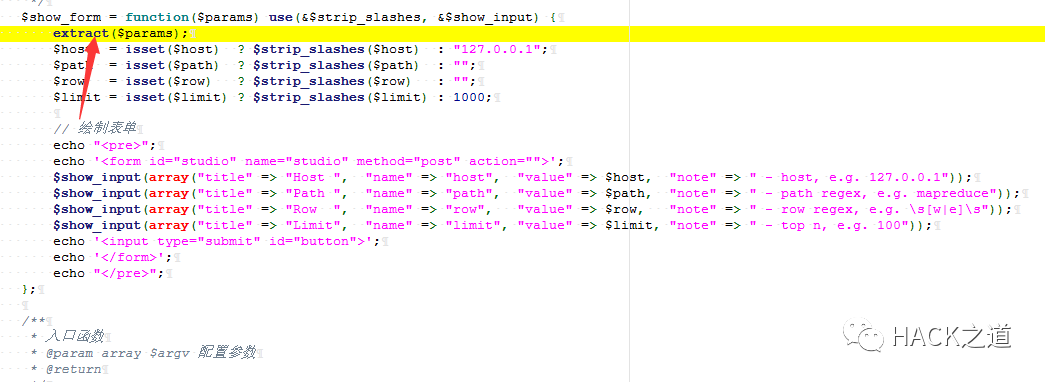 */
$show_form = function($params) use(&$strip_slashes, &$show_input) {
extract($params);
$host = isset($host) ? $strip_slashes($host) : "127.0.0.1";
$path = isset($path) ? $strip_slashes($path) : "";
$row = isset($row) ? $strip_slashes($row) : "";
$limit = isset($limit) ? $strip_slashes($limit) : 1000;
// 绘制表单
echo "<pre>";
echo '<form id="studio" name="studio" method="post" action="">';
$show_input(array("title" => "Host ", "name" => "host", "value" => $host, "note" => " - host, e.g. 127.0.0.1"));
$show_input(array("title" => "Path ", "name" => "path", "value" => $path, "note" => " - path regex, e.g. mapreduce"));
$show_input(array("title" => "Row  ", "name" => "row", "value" => $row, "note" => " - row regex, e.g. \s[w|e]\s"));
$show_input(array("title" => "Limit", "name" => "limit", "value" => $limit, "note" => " - top n, e.g. 100"));
echo '<input type="submit" id="button">';
echo '</form>';
echo "</pre>";
};
/**
* 入口函数
* @param array $argv 配置参数
* @return
*/
HACK之道